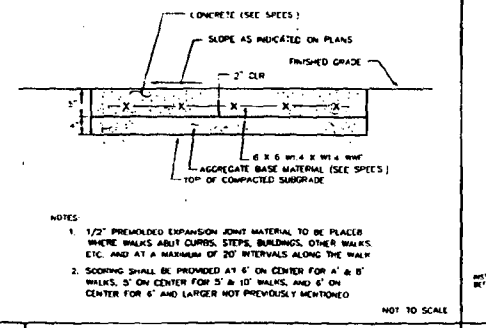 CONCRETE (SEE SPECS)
SLOPE AS INDICATED ON PLANS
FINISHED GRADE
2" CLR
5"
4"
6 X 6 W1.4 X W1.4 WWF
AGGREGATE BASE MATERIAL (SEE SPECS)
TOP OF COMPACTED SUBGRADE
NOTES:
1. 1/2" PREMOLDED EXPANSION JOINT MATERIAL TO BE PLACED
WHERE WALKS ABUT CURBS, STEPS, BUILDINGS, OTHER WALKS,
ETC. AND AT A MAXIMUM OF 20' INTERVALS ALONG THE WALK
2. SCORING SHALL BE PROVIDED AT 6' ON CENTER FOR 4' & 8'
WALKS, 5' ON CENTER FOR 5' & 10' WALKS, AND 6' ON
CENTER FOR 6' AND LARGER NOT PREVIOUSLY MENTIONED
NOT TO SCALE